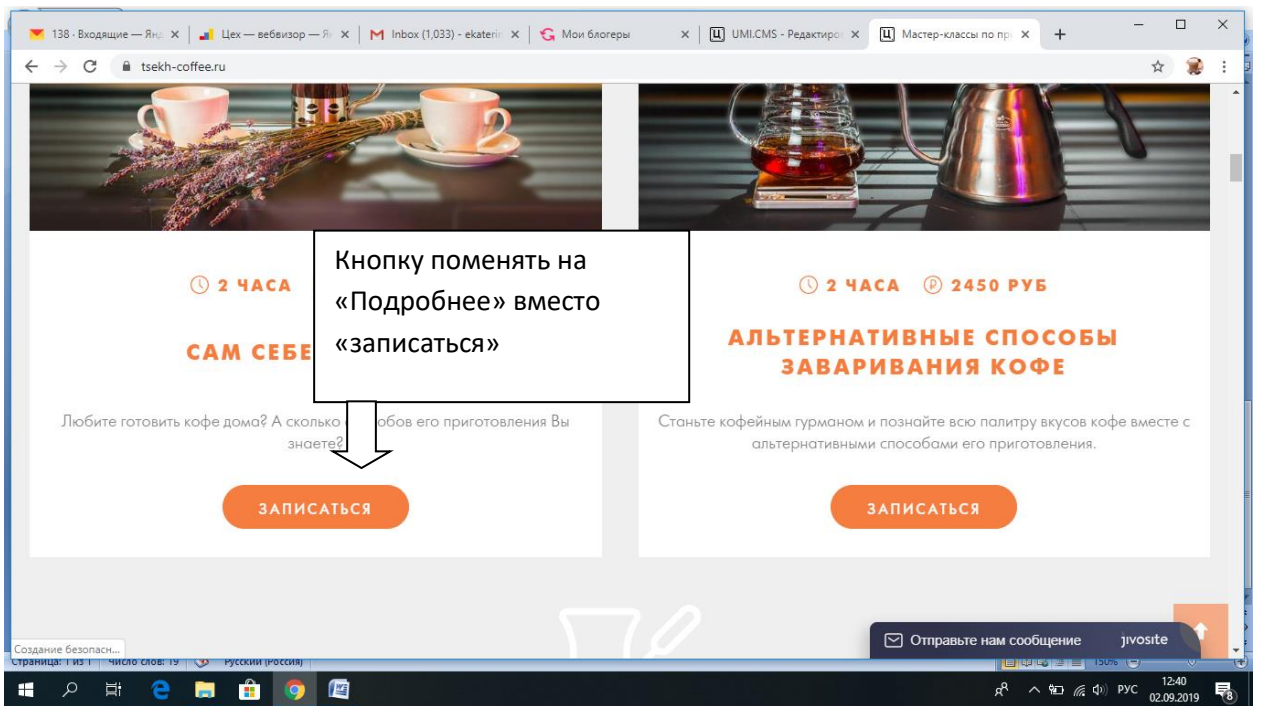 138 · Входящие — Янд
Цех — вебвизор — Я
Inbox (1,033) - ekaterin
Мои блогеры
UMI.CMS - Редактиро
Мастер-классы по пр
tsekh-coffee.ru
2 ЧАСА
САМ СЕБЕ
Любите готовить кофе дома? А сколько обов его приготовления Вы
знаете?
ЗАПИСАТЬСЯ
Кнопку поменять на
«Подробнее» вместо
«записаться»
2 ЧАСА 2450 РУБ
АЛЬТЕРНАТИВНЫЕ СПОСОБЫ
ЗАВАРИВАНИЯ КОФЕ
Станьте кофейным гурманом и познайте всю палитру вкусов кофе вместе с
альтернативными способами его приготовления.
ЗАПИСАТЬСЯ
Отправьте нам сообщение jivosite
Создание безопасн...
Страница: 1 из 1 Число слов: 19 Русский (Россия) 150%
РУС 12:40
02.09.2019
8